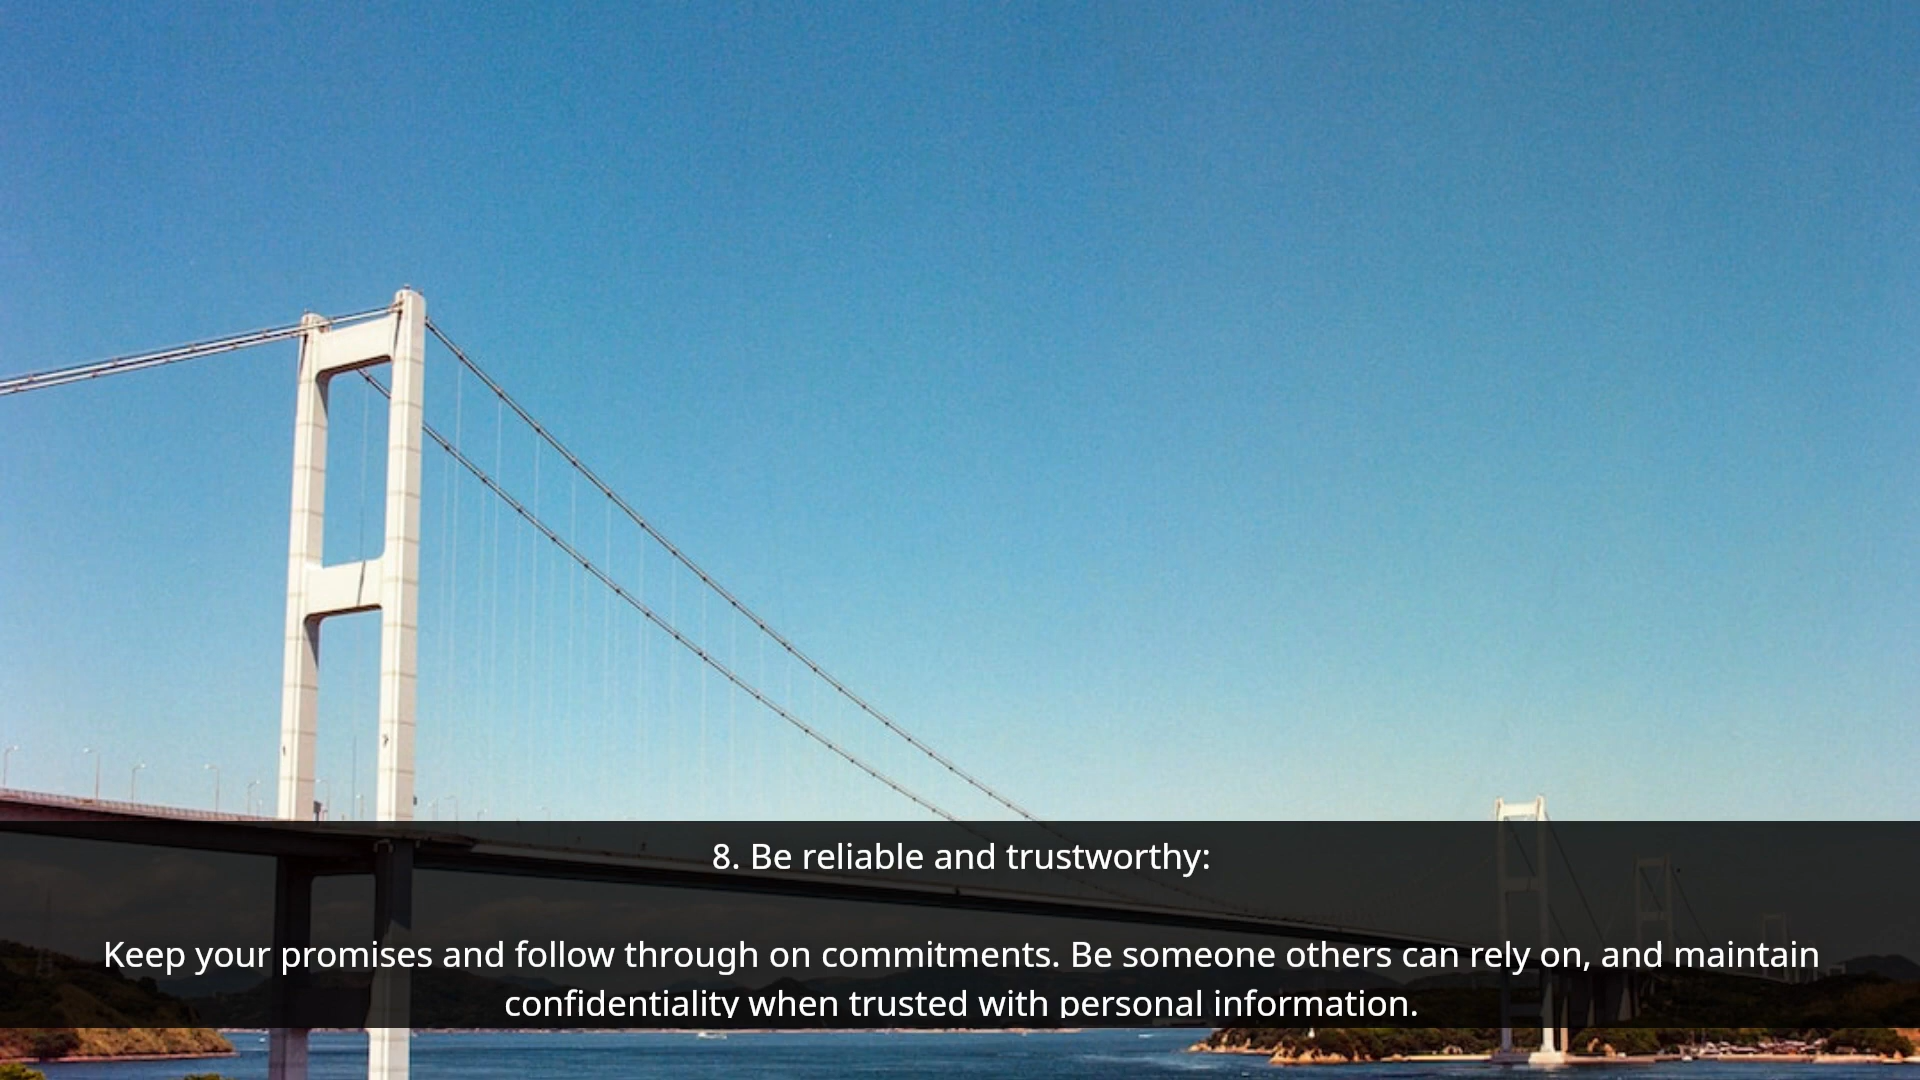 8. Be reliable and trustworthy:
Keep your promises and follow through on commitments. Be someone others can rely on, and maintain
confidentiality when trusted with personal information.